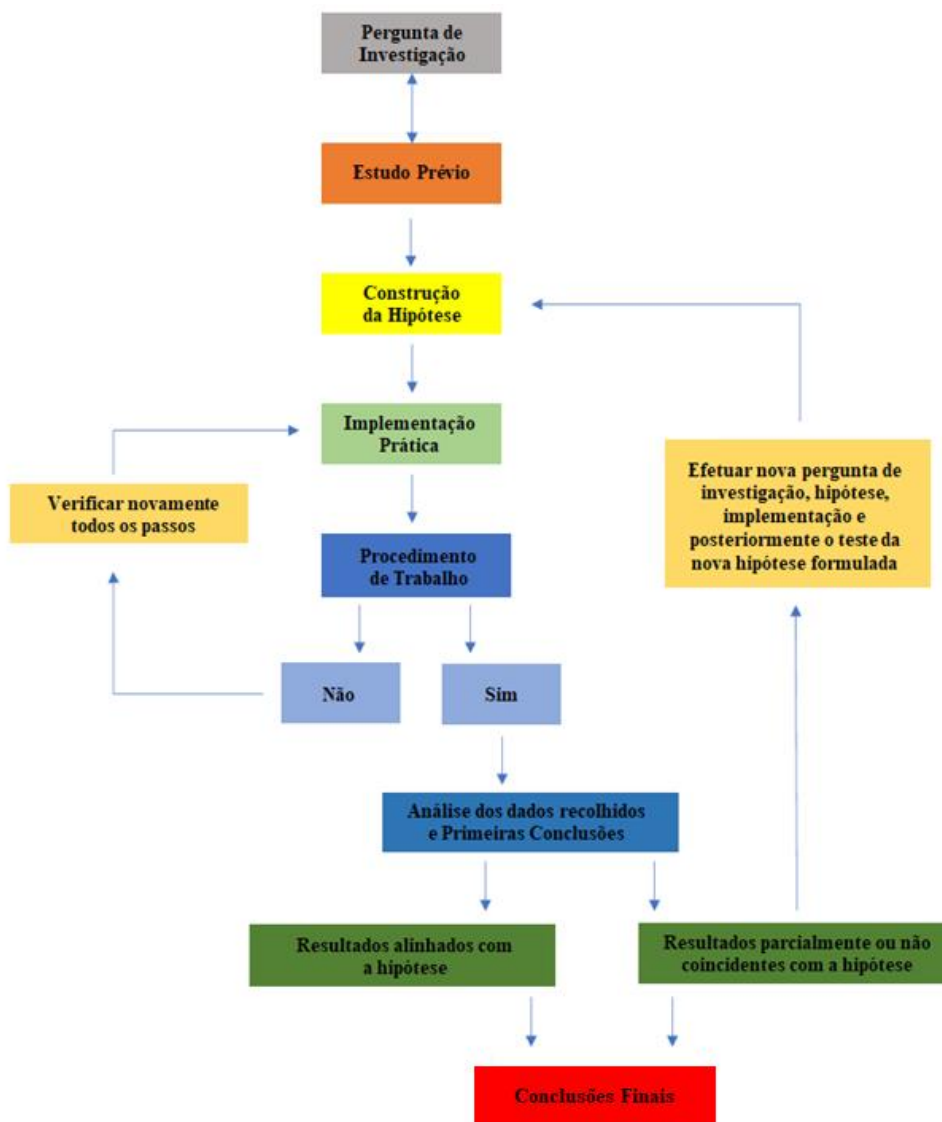 Pergunta de
Investigação
Estudo Prévio
Construção
da Hipótese
Implementação
Prática
Verificar novamente
todos os passos
Efetuar nova pergunta de
investigação, hipótese,
implementação e
posteriormente o teste da
nova hipótese formulada
Procedimento
de Trabalho
Não
Sim
Análise dos dados recolhidos
e Primeiras Conclusões
Resultados alinhados com
a hipótese
Resultados parcialmente ou não
coincidentes com a hipótese
Conclusões Finais